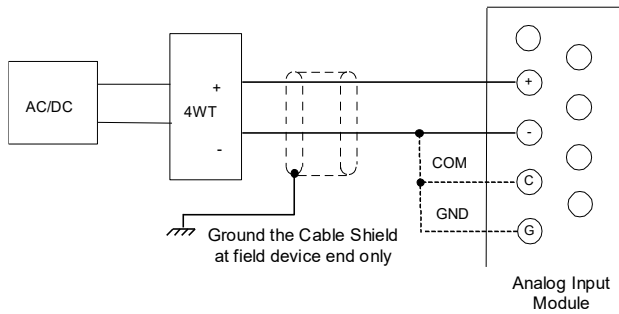 AC/DC
+
4WT
-
+
-
COM
C
GND
G
Ground the Cable Shield
at field device end only
Analog Input
Module